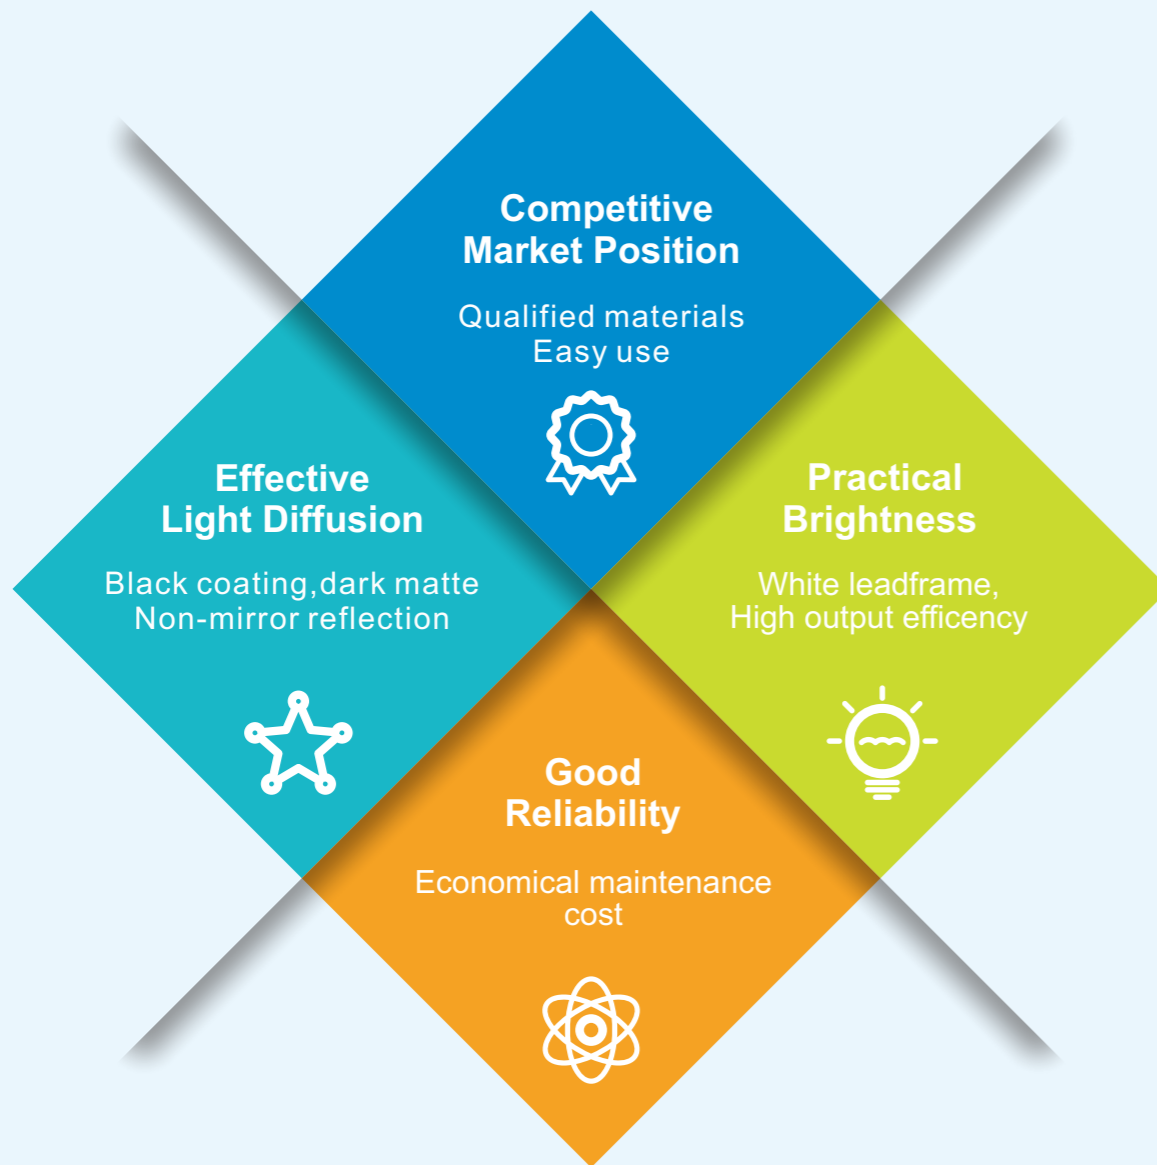 Competitive
Market Position
Qualified materials
Easy use
Effective
Light Diffusion
Black coating,dark matte
Non-mirror reflection
Practical
Brightness
White leadframe,
High output efficency
Good
Reliability
Economical maintenance
cost